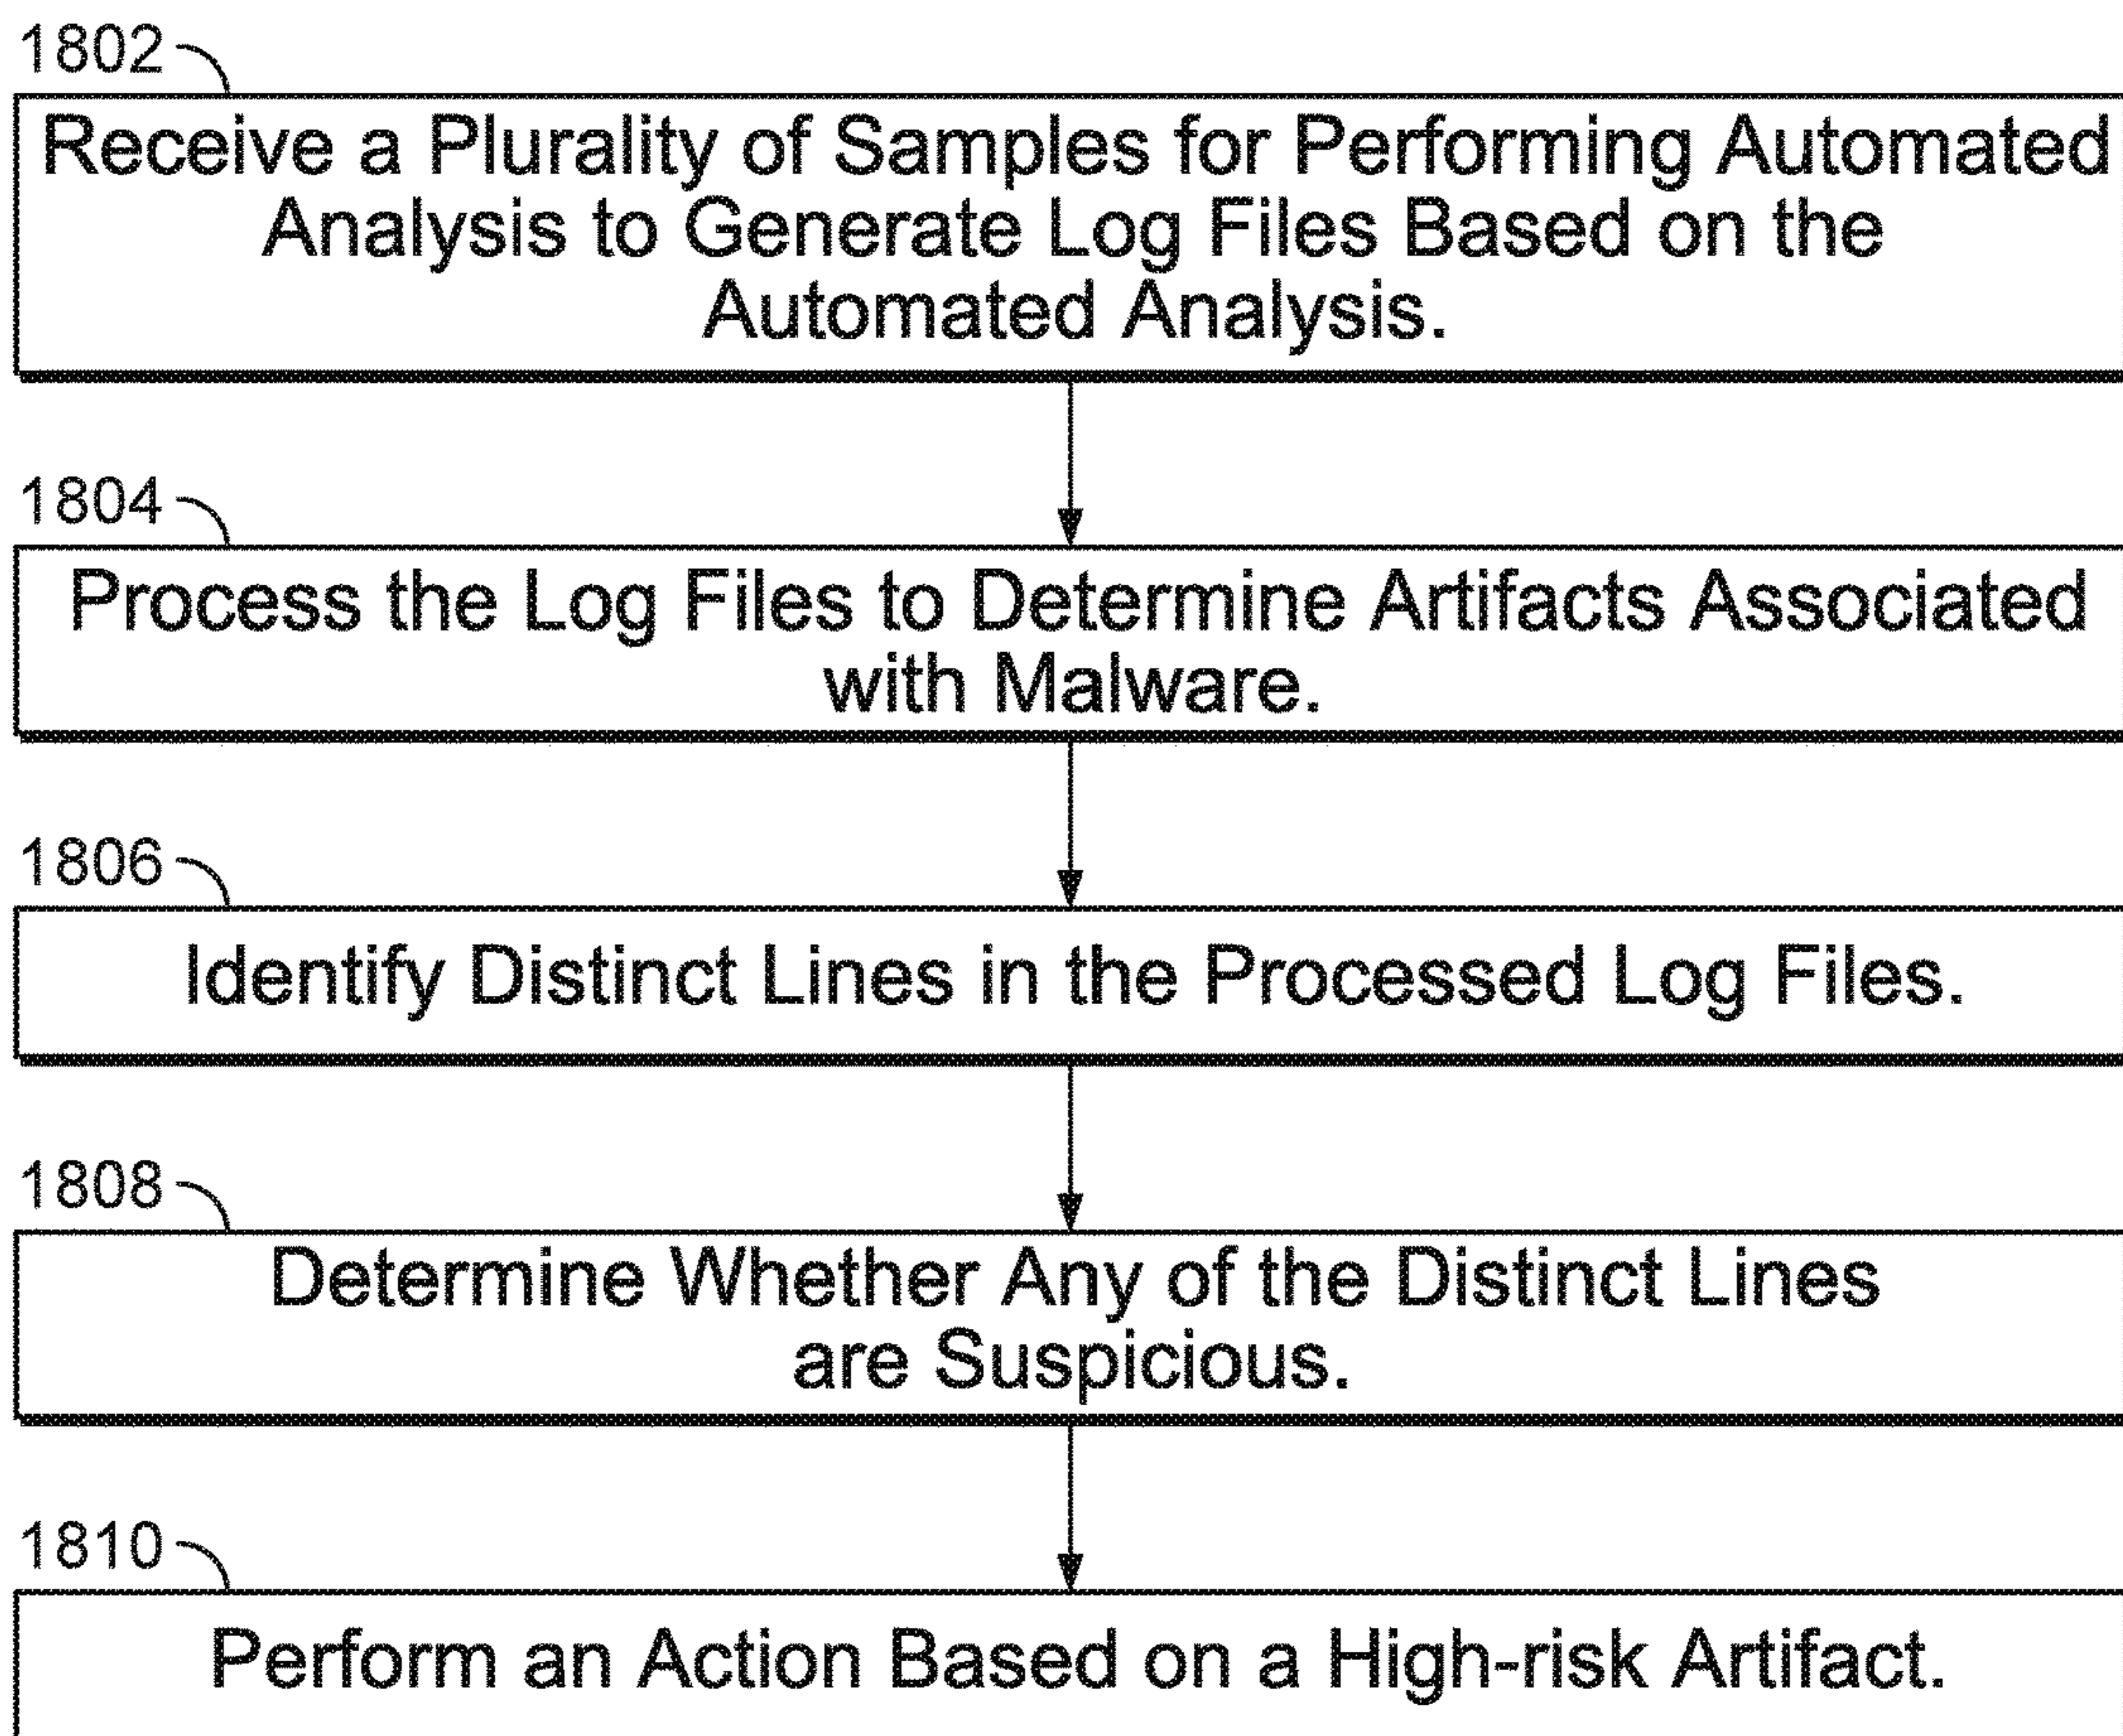 1802
Receive a Plurality of Samples for Performing Automated
Analysis to Generate Log Files Based on the
Automated Analysis.
1804
Process the Log Files to Determine Artifacts Associated
with Malware.
1806
Identify Distinct Lines in the Processed Log Files.
1808
Determine Whether Any of the Distinct Lines
are Suspicious.
1810
Perform an Action Based on a High-risk Artifact.